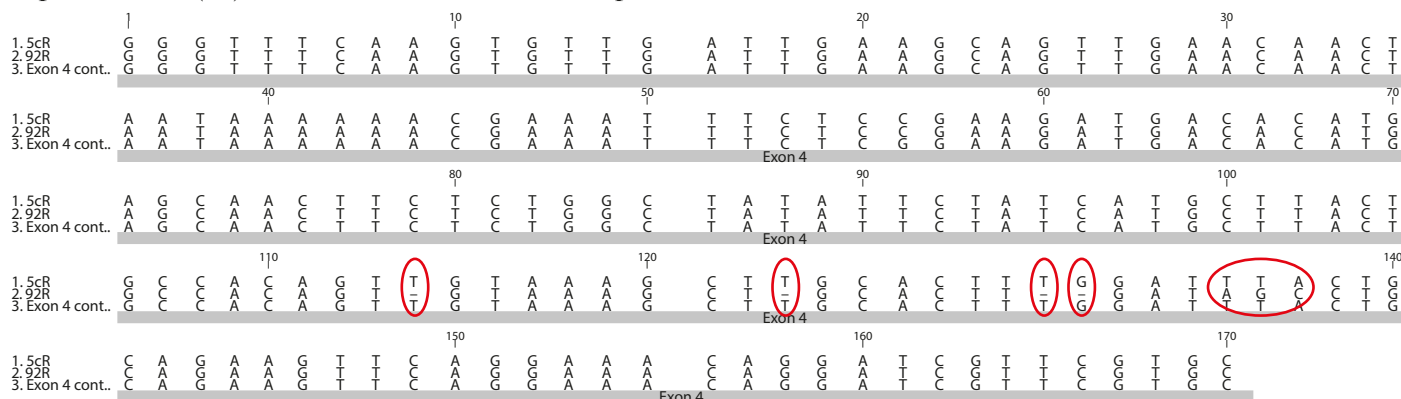 1 10 20 30
1. 5cR G G G T T T C A A G T G T T G A T T G A A G C A G T T G A A C A A C T
2. 92R G G G T T T C A A G T G T T G A T T G A A G C A G T T G A A C A A C T
3. Exon 4 cont.. G G G T T T C A A G T G T T G A T T G A A G C A G T T G A A C A A C T
40 50 60 70
1. 5cR A A T A A A A A A C G A A A T T T C T C C G A A G A T G A C A C A T G
2. 92R A A T A A A A A A C G A A A T T T C T C C G A A G A T G A C A C A T G
3. Exon 4 cont.. A A T A A A A A A C G A A A T T T C T C G G A A G A T G A C A C A T G
Exon 4
80 90 100
1. 5cR A G C A A C T T C T C T G G C T A T A T T C T A T C A T G C T T A C T
2. 92R A G C A A C T T C T C T G G C T A T A T T C T A T C A T G C T T A C T
3. Exon 4 cont.. A G C A A C T T C T C T G G C T A T A T T C T A T C A T G C T T A C T
Exon 4
110 120 140
1. 5cR G C C A C A G T T G T A A A G C T T G G C A C T T T G G A T T T A C T G
2. 92R G C C A C A G T – G T A A A G C T – G G C A C T T – – G A T A G C C T G
3. Exon 4 cont.. G C C A C A G T T G T A A A G C T T G G C A C T T T G G A T T T A C T G
Exon 4
150 160 170
1. 5cR C A G A A G T T C A G G A A A C A G G A T C G T T C G T G C
2. 92R C A G A A G T T C A G G A A A C A G G A T C G T T C G T G C
3. Exon 4 cont.. C A G A A G T T C A G G A A A C A G G A T C G T T C G T G C
Exon 4